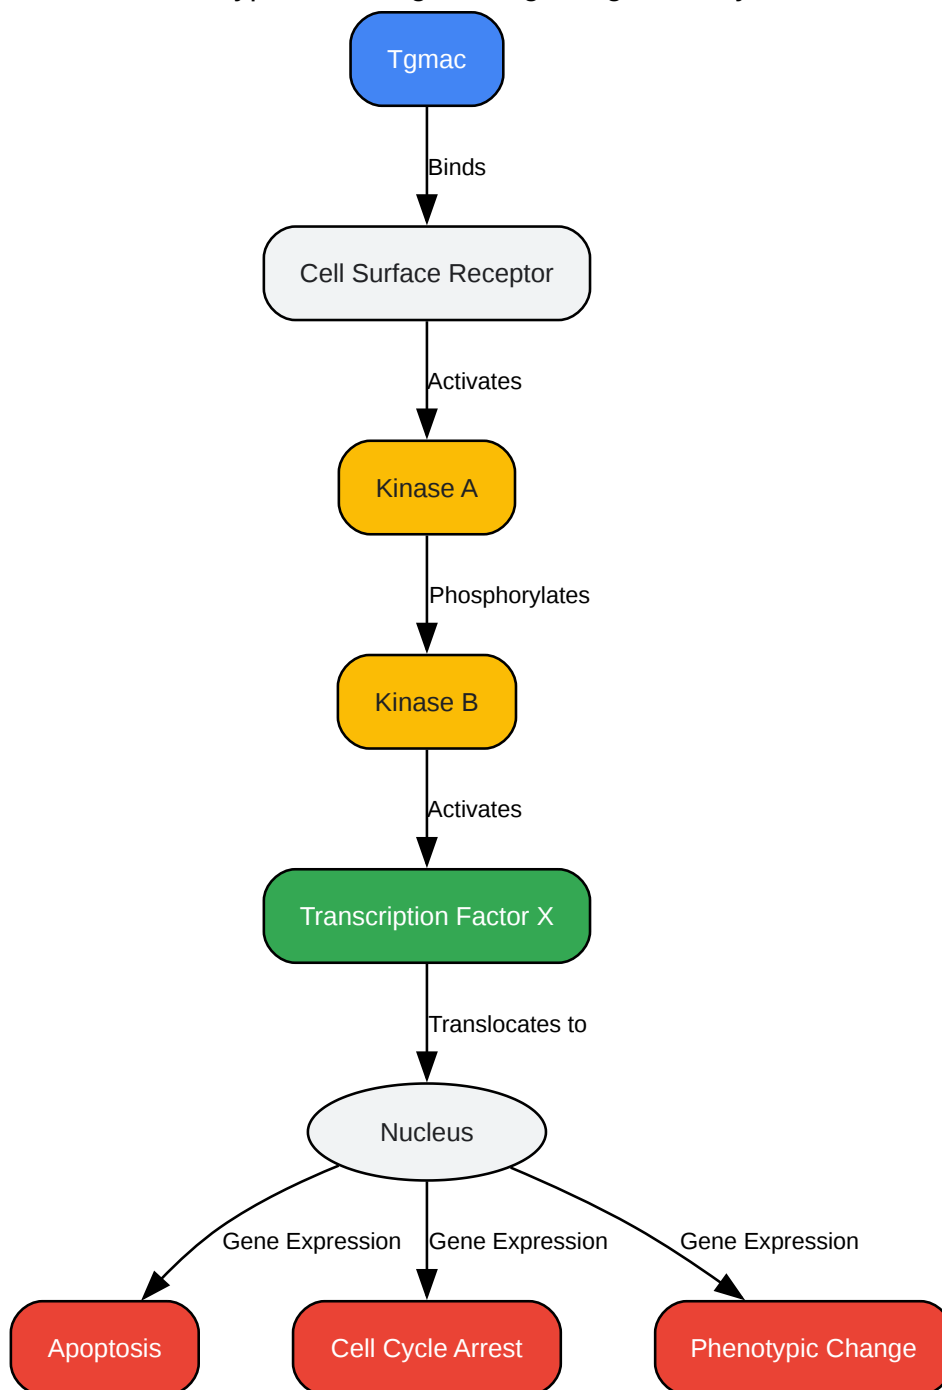 Tgmac
Binds
Cell Surface Receptor
Activates
Kinase A
Phosphorylates
Kinase B
Activates
Transcription Factor X
Translocates to
Nucleus
Gene Expression Gene Expression Gene Expression
Apoptosis Cell Cycle Arrest Phenotypic Change